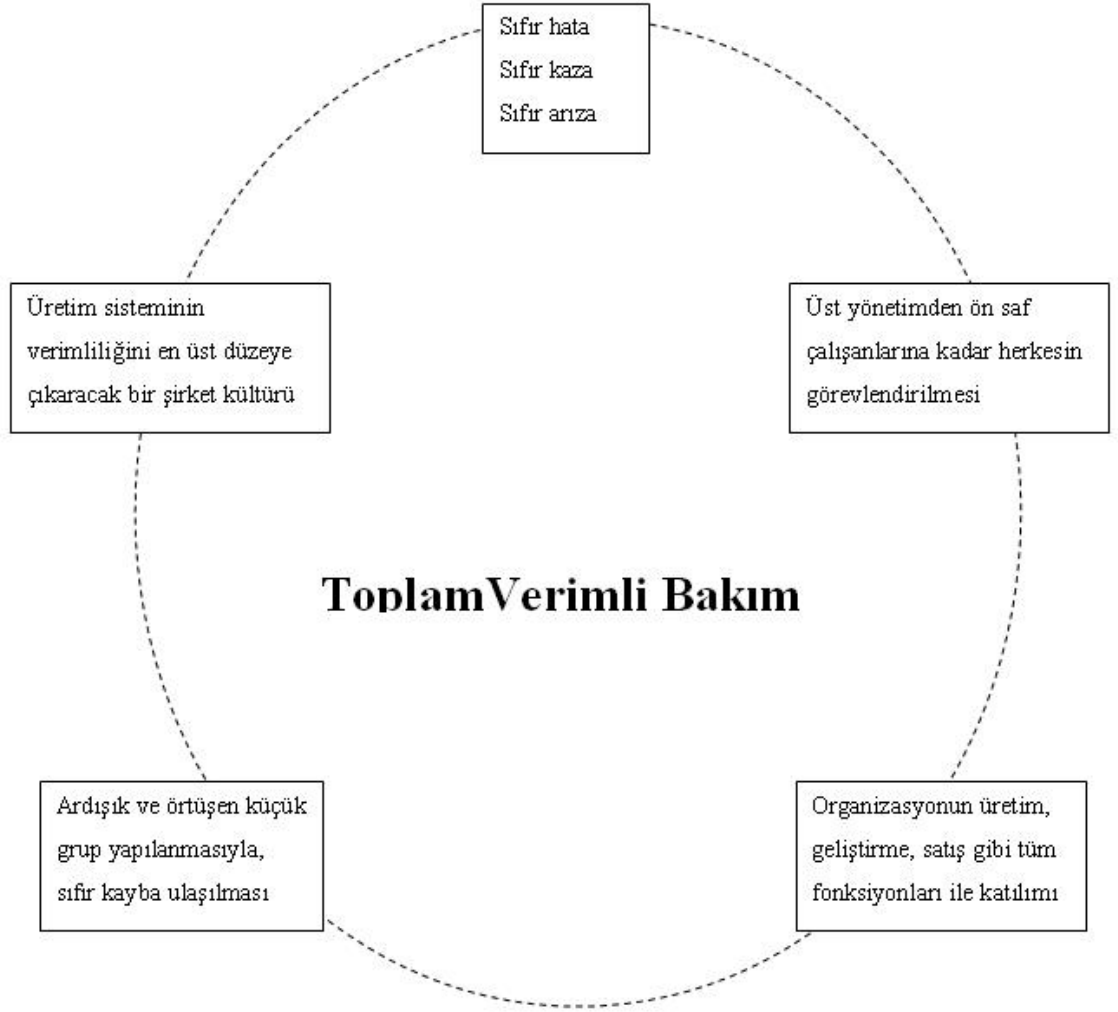 Sıfır hata
Sıfır kaza
Sıfır arıza
Üretim sisteminin
verimliliğini en üst düzeye
çıkaracak bir şirket kültürü
Üst yönetimden ön saf
çalışanlarına kadar herkesin
görevlendirilmesi
ToplamVerimli Bakım
Ardışık ve örtüşen küçük
grup yapılanmasıyla,
sıfır kayba ulaşılması
Organizasyonun üretim,
geliştirme, satış gibi tüm
fonksiyonları ile katılımı